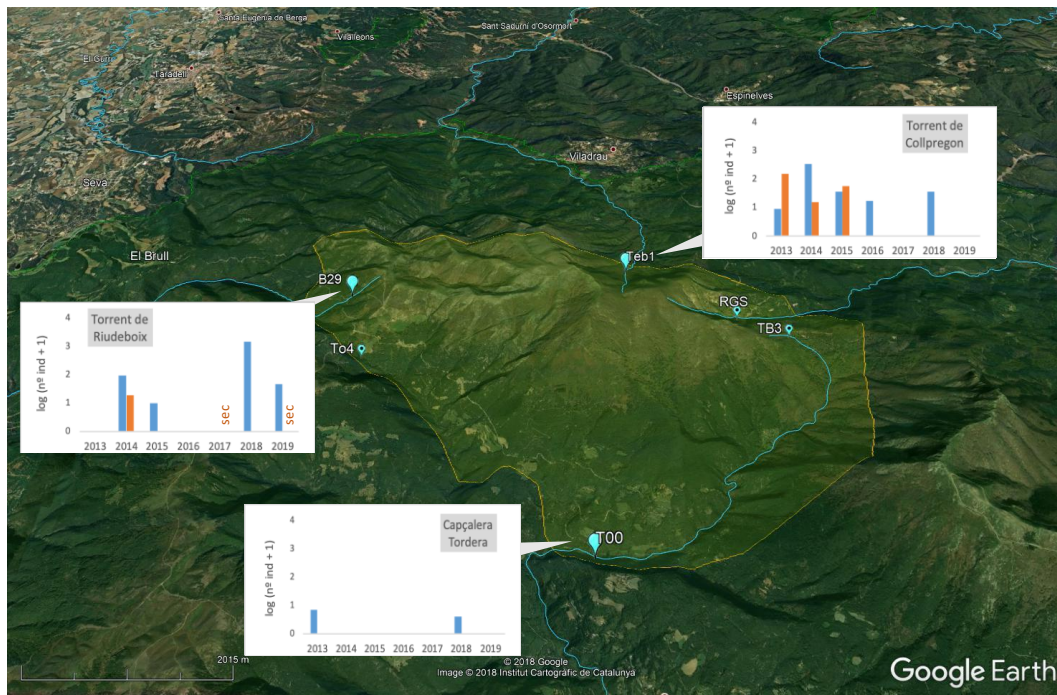 Santa Eugènia de Berga
Sant Sadurní d'Osormort
Vilalleons
El Gurri
Taradell
Espinelves
Viladrau
Seva
El Brull
Torrent de
Collpregon
log (nº ind + 1)
4
3
2
1
0
2013 2014 2015 2016 2017 2018 2019
Teb1
B29
RGS
TB3
To4
Torrent de
Riudeboix
log (nº ind + 1)
4
3
2
1
0
sec
sec
2013 2014 2015 2016 2017 2018 2019
T00
Capçalera
Tordera
log (nº ind + 1)
4
3
2
1
0
2013 2014 2015 2016 2017 2018 2019
2015 m
© 2018 Google
Image © 2018 Institut Cartogràfic de Catalunya
Google Earth